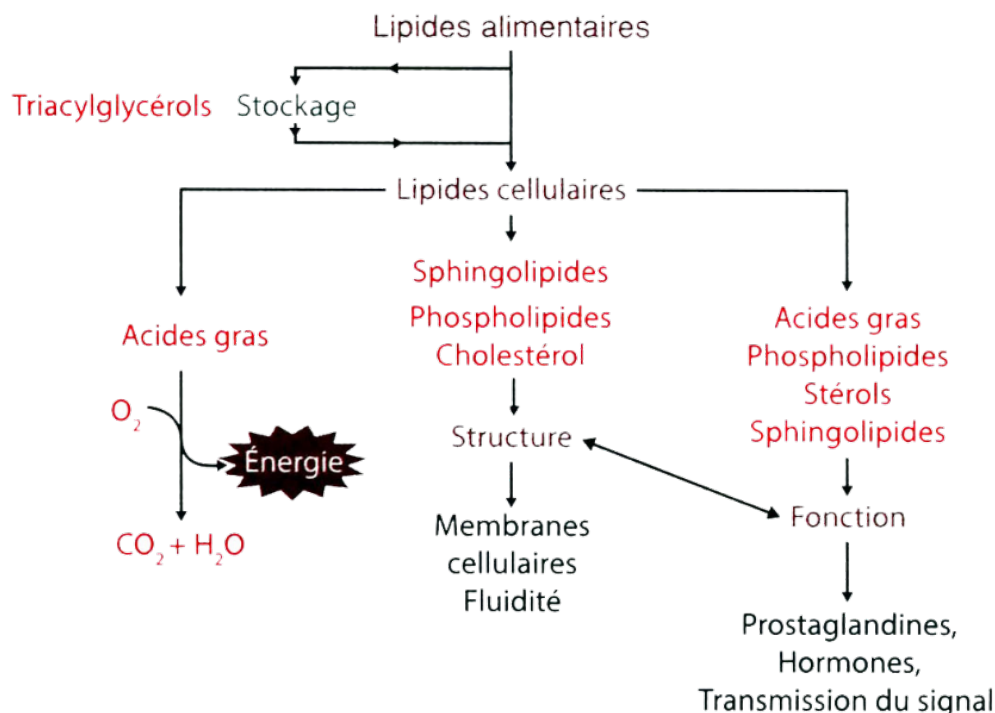 Lipides alimentaires
Triacylglycérols Stockage
Lipides cellulaires
Acides gras
O₂
Énergie
CO₂ + H₂O
Sphingolipides
Phospholipides
Cholestérol
Structure
Membranes
cellulaires
Fluidité
Acides gras
Phospholipides
Stérols
Sphingolipides
Fonction
Prostaglandines,
Hormones,
Transmission du signal